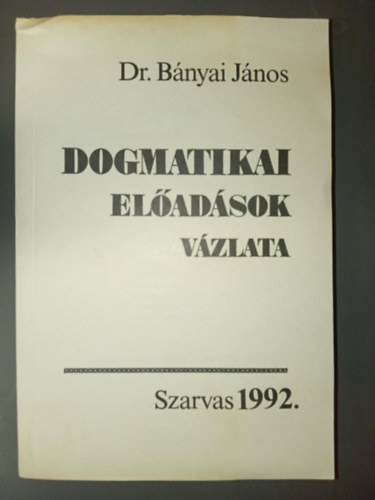 Dr. Bányai János
DOGMATIKAI
ELŐADÁSOK
VÁZLATA
Szarvas 1992.